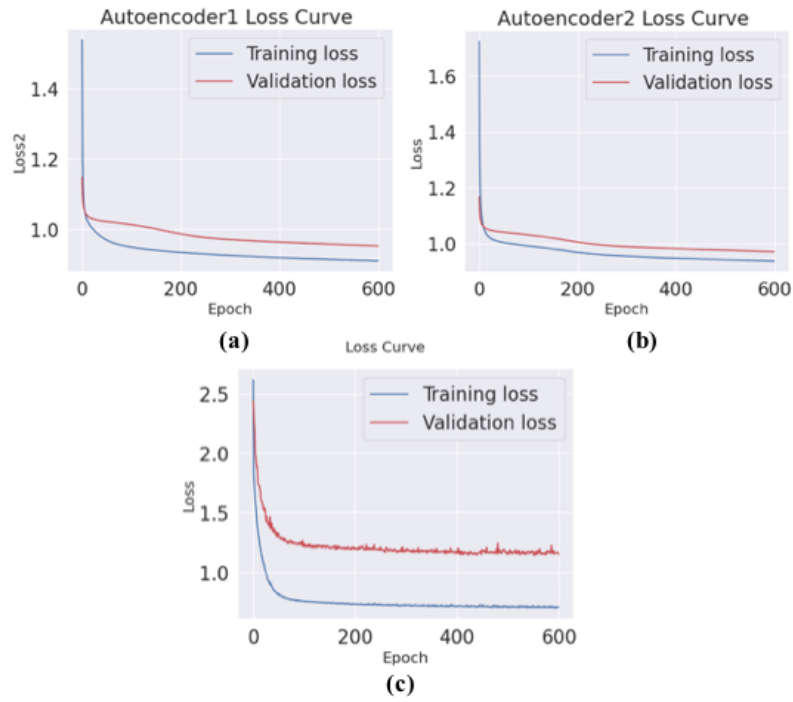 Autoencoder1 Loss Curve
Training loss
Validation loss
1.4
1.2
1.0
Loss2
0 200 400 600
Epoch
(a)
Autoencoder2 Loss Curve
Training loss
Validation loss
1.6
1.4
1.2
1.0
Loss
0 200 400 600
Epoch
(b)
Loss Curve
Training loss
Validation loss
2.5
2.0
1.5
1.0
Loss
0 200 400 600
Epoch
(c)